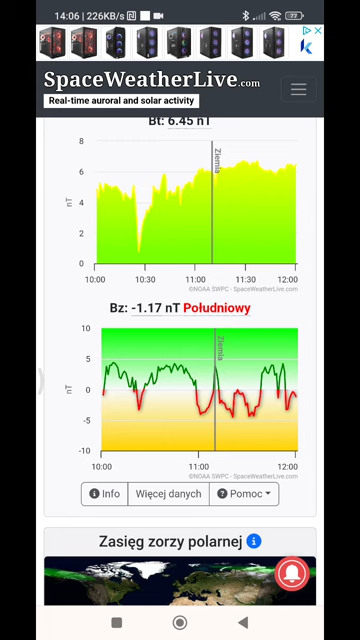 14:06 | 226KB/s
77
SpaceWeatherLive.com
Real-time auroral and solar activity
Bt: 6.45 nT
8
6
4
2
0
nT
Ziemia
10:00 10:30 11:00 11:30 12:00
©NOAA SWPC - SpaceWeatherLive.com
Bz: -1.17 nT Południowy
10
5
0
-5
-10
nT
Ziemia
10:00 11:00 12:00
©NOAA SWPC - SpaceWeatherLive.com
Info Więcej danych Pomoc
Zasięg zorzy polarnej